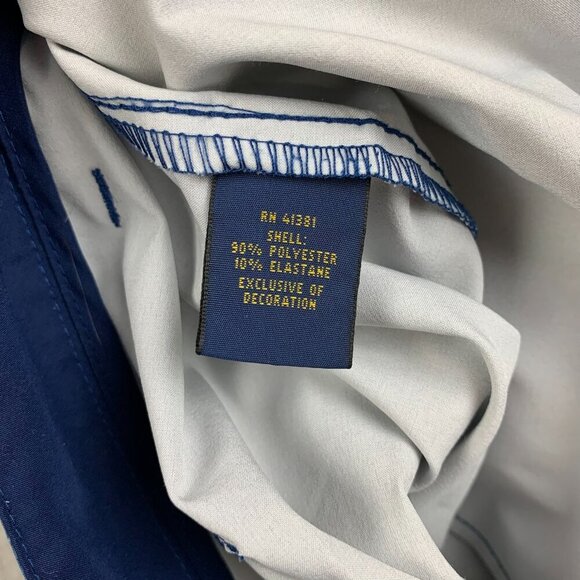 RN 41381
SHELL:
90% POLYESTER
10% ELASTANE
EXCLUSIVE OF
DECORATION